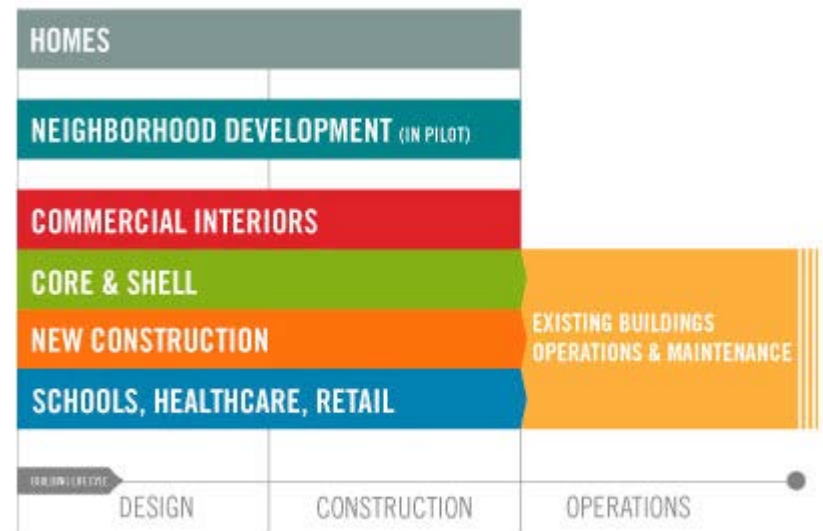 HOMES
NEIGHBORHOOD DEVELOPMENT (IN PILOT)
COMMERCIAL INTERIORS
CORE & SHELL
NEW CONSTRUCTION
SCHOOLS, HEALTHCARE, RETAIL
EXISTING BUILDINGS
OPERATIONS & MAINTENANCE
BUILDING
DESIGN
CONSTRUCTION
OPERATIONS